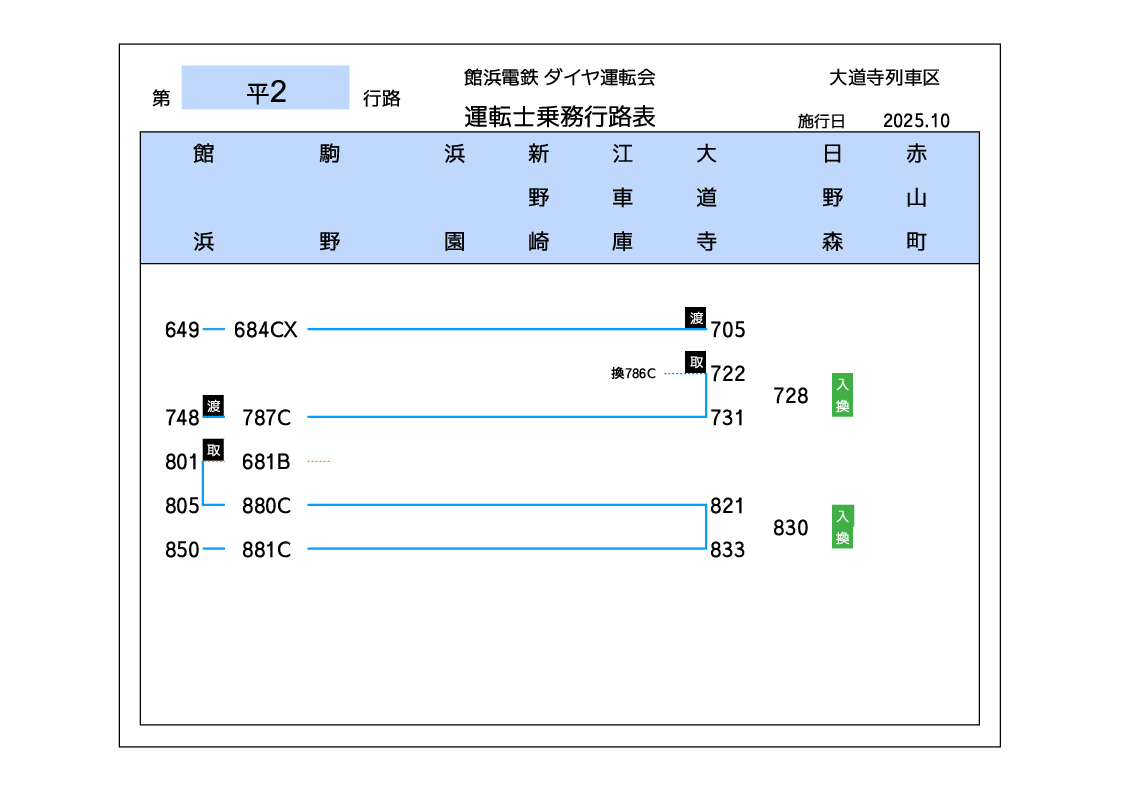 館浜電鉄 ダイヤ運転会 大道寺列車区
第 平2 行路
運転士乗務行路表 施行日 2025.10
館浜 駒野 浜園 新野崎 江車庫 大道寺 日野森 赤山町
649 684CX 渡 705
換786C 取 722
728 入換
748 渡 787C 731
801 取 681B
805 880C 821
830 入換
850 881C 833